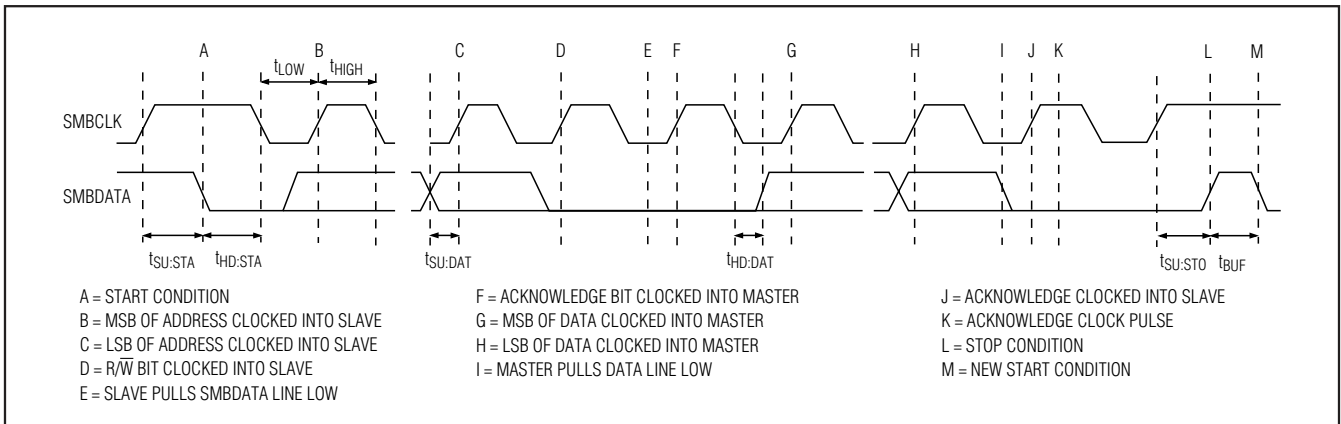 A B C D E F G H I J K L M
tLOW tHIGH
SMBCLK
SMBDATA
tSU:STA tHD:STA tSU:DAT tHD:DAT tSU:STO tBUF
A = START CONDITION
B = MSB OF ADDRESS CLOCKED INTO SLAVE
C = LSB OF ADDRESS CLOCKED INTO SLAVE
D = R/W̅ BIT CLOCKED INTO SLAVE
E = SLAVE PULLS SMBDATA LINE LOW
F = ACKNOWLEDGE BIT CLOCKED INTO MASTER
G = MSB OF DATA CLOCKED INTO MASTER
H = LSB OF DATA CLOCKED INTO MASTER
I = MASTER PULLS DATA LINE LOW
J = ACKNOWLEDGE CLOCKED INTO SLAVE
K = ACKNOWLEDGE CLOCK PULSE
L = STOP CONDITION
M = NEW START CONDITION